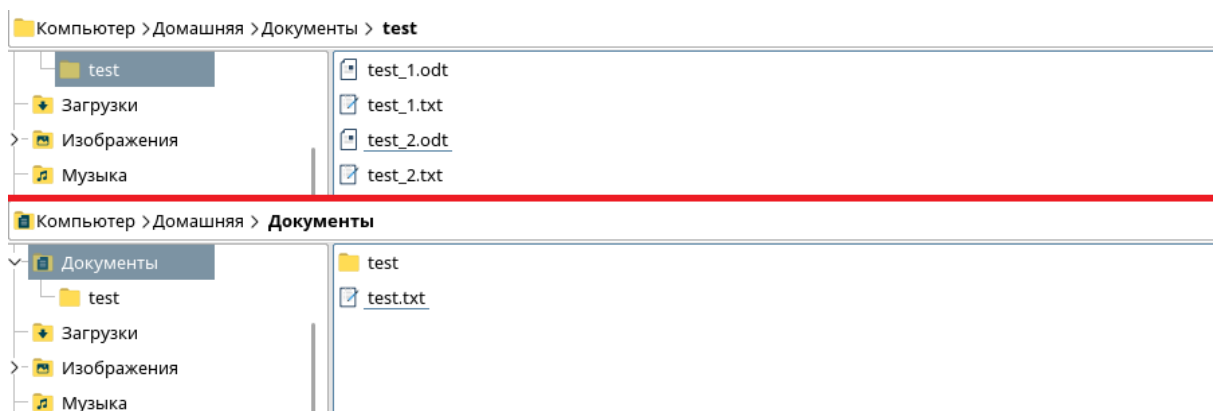 Компьютер >Домашняя >Документы > test
test
test_1.odt
Загрузки
test_1.txt
Изображения
test_2.odt
Музыка
test_2.txt
Компьютер >Домашняя > Документы
Документы
test
test
test.txt
Загрузки
Изображения
Музыка